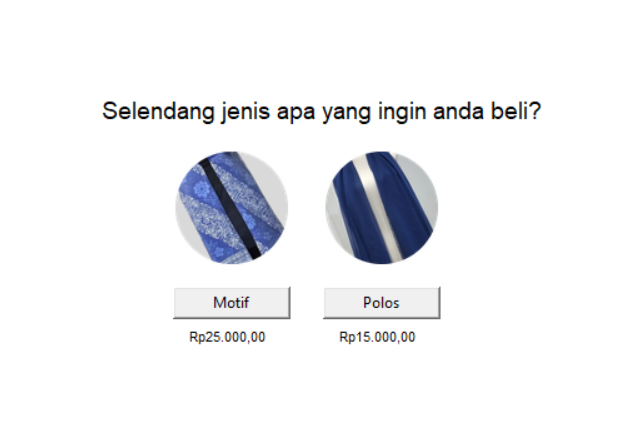 Selendang jenis apa yang ingin anda beli?
Motif
Polos
Rp25.000,00
Rp15.000,00